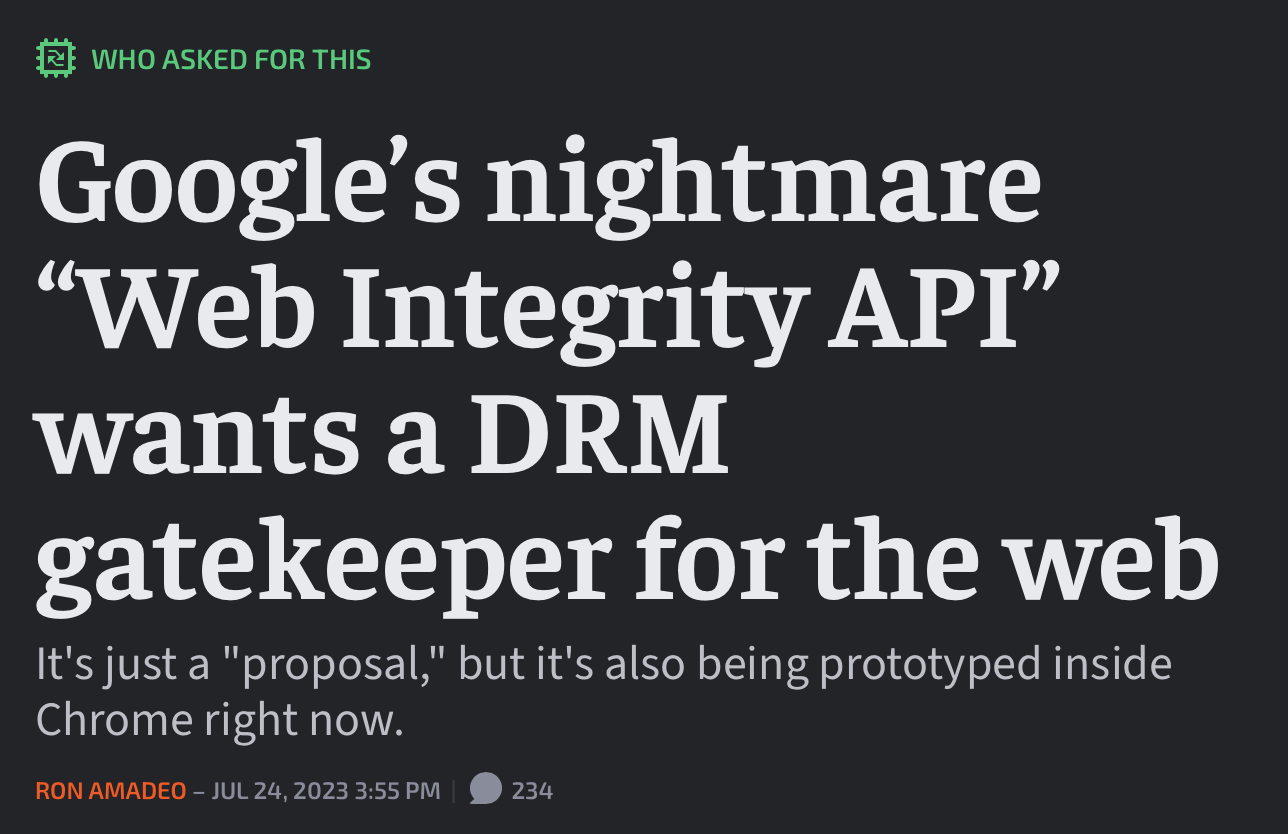 WHO ASKED FOR THIS
Google’s nightmare
“Web Integrity API”
wants a DRM
gatekeeper for the web
It's just a "proposal," but it's also being prototyped inside
Chrome right now.
RON AMADEO – JUL 24, 2023 3:55 PM | 234